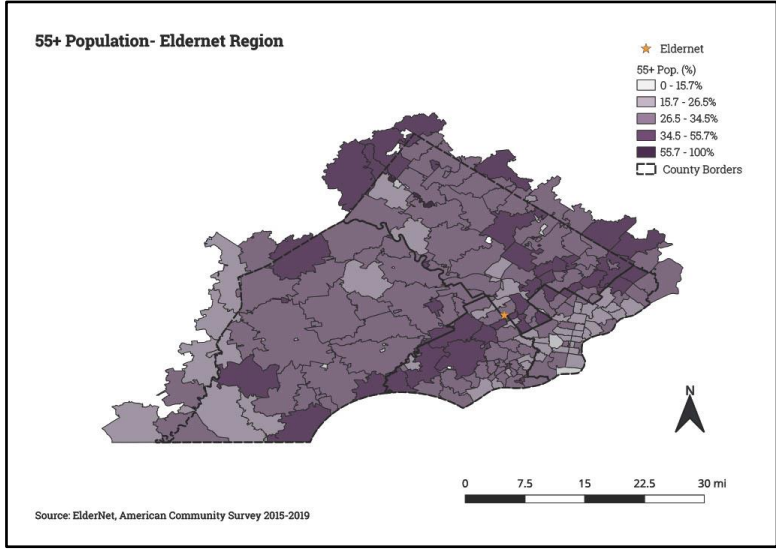 55+ Population- Eldernet Region
Eldernet
55+ Pop. (%)
0 - 15.7%
15.7 - 26.5%
26.5 - 34.5%
34.5 - 55.7%
55.7 - 100%
County Borders
N
0 7.5 15 22.5 30 mi
Source: ElderNet, American Community Survey 2015-2019